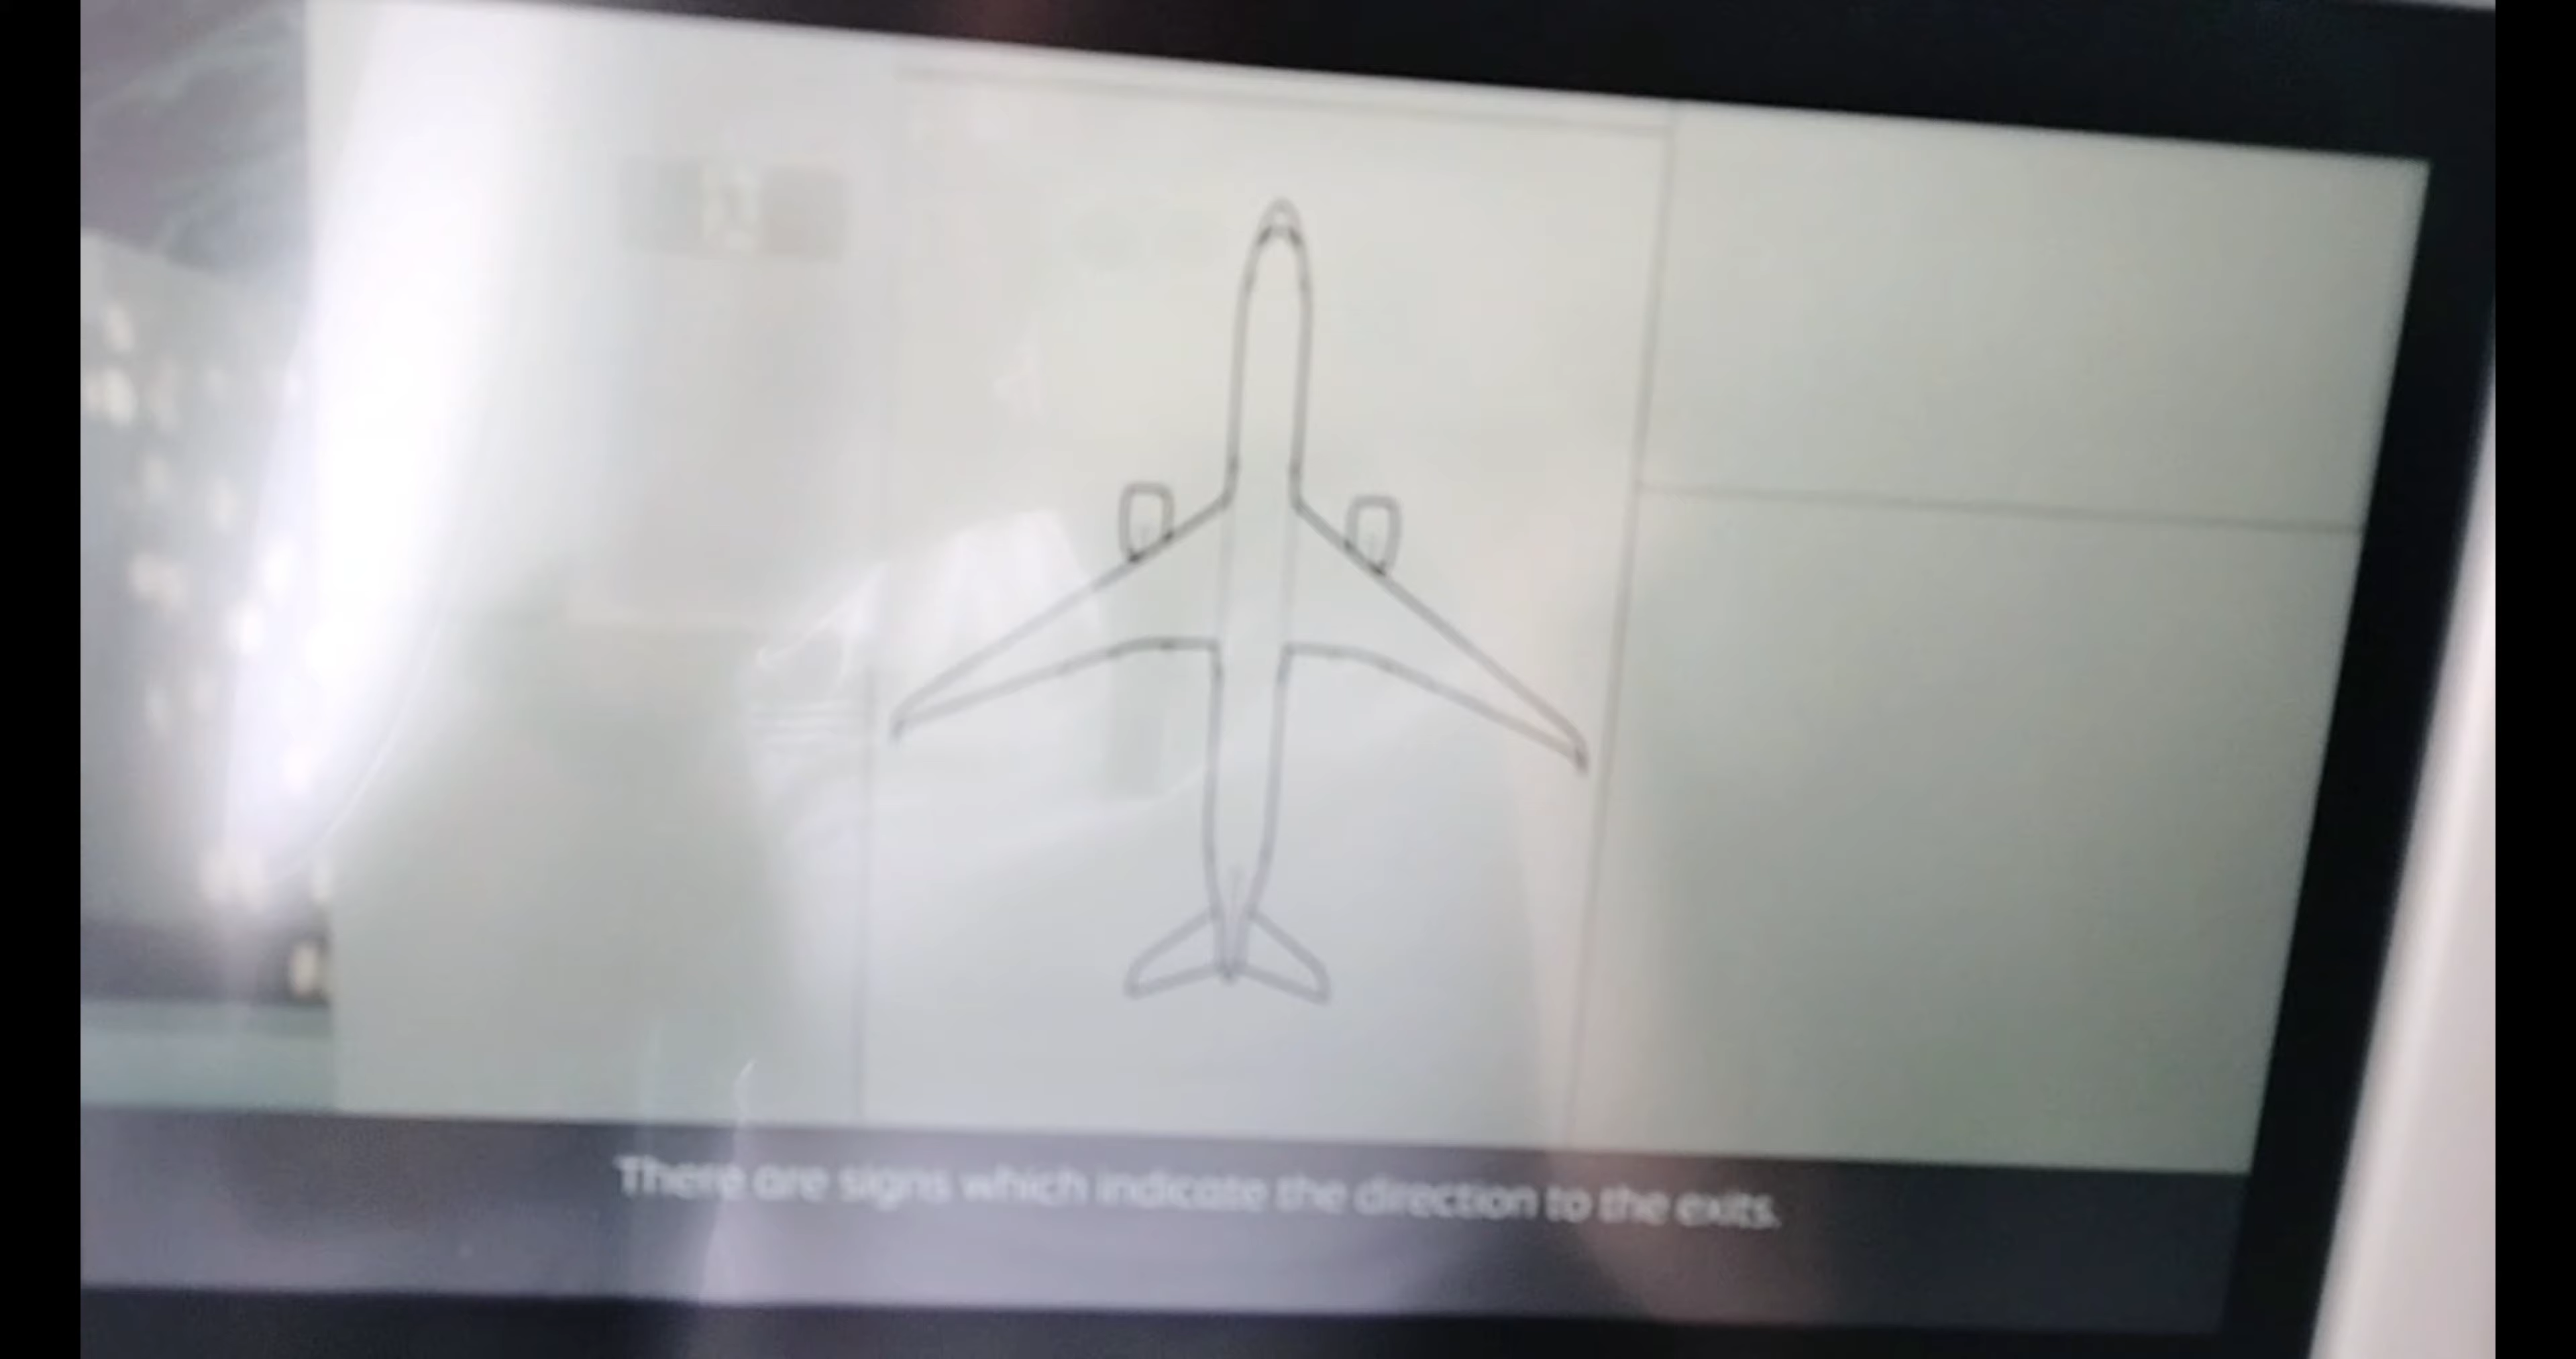 There are signs which indicate the direction to the exits.